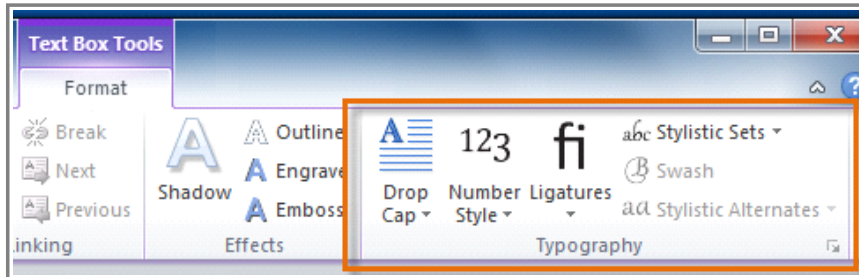 Text Box Tools
Format
Break
Next
Previous
inking
A
Shadow
A Outline
A Engrave
A Emboss
Effects
A
Drop
Cap
123
Number
Style
fi
Ligatures
abc Stylistic Sets
B Swash
aa Stylistic Alternates
Typography
?